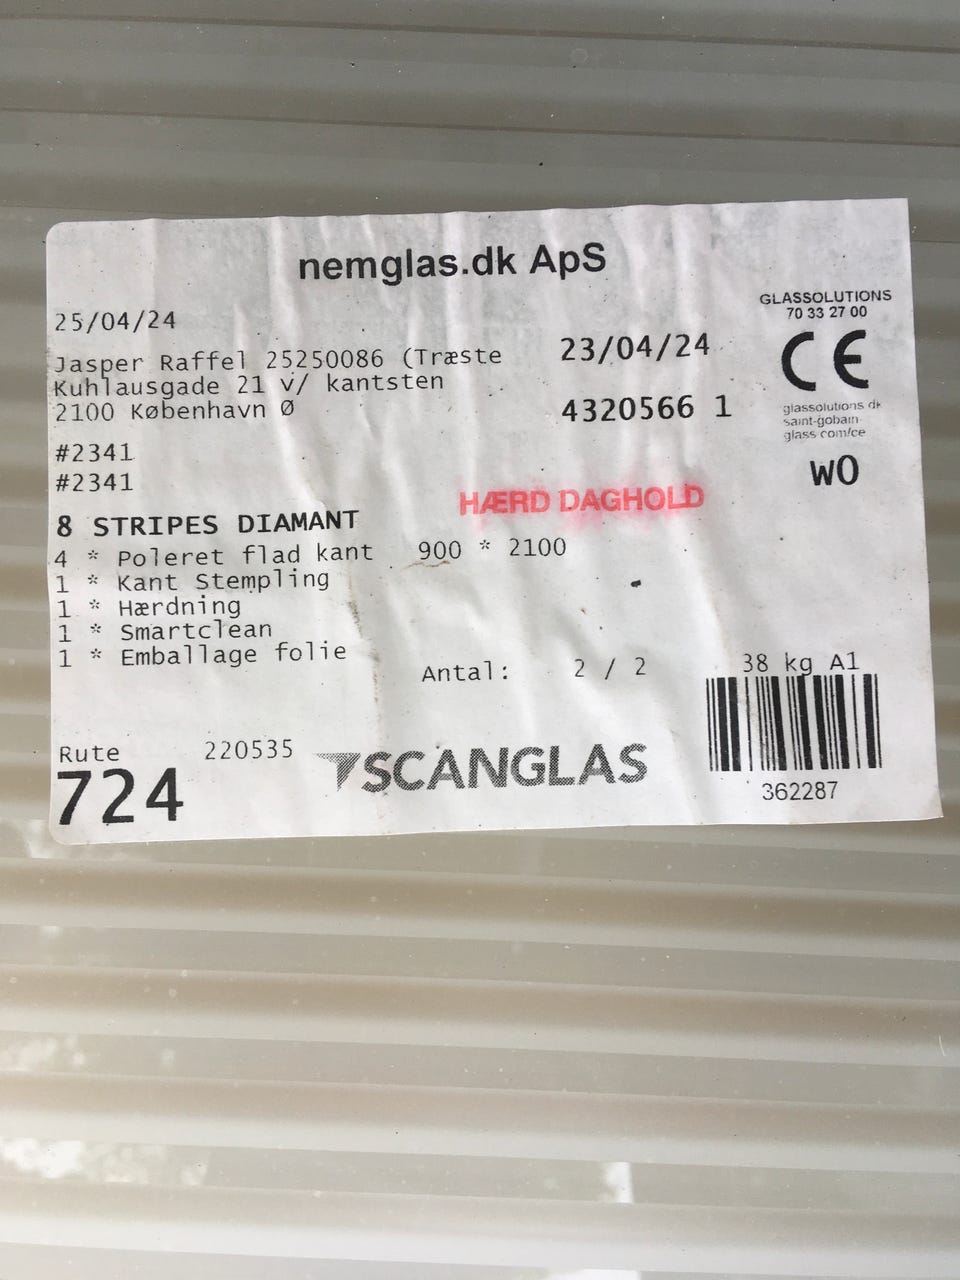 nemglas.dk ApS
25/04/24
Jasper Raffel 25250086 (Træste
Kuhlausgade 21 v/ kantsten
2100 København Ø
23/04/24
4320566 1
GLASSOLUTIONS
70 33 27 00
CE
glassolutions dk
saint-gobain-
glass com/ce
WO
#2341
#2341
HÆRD DAGHOLD
8 STRIPES DIAMANT
4 * Poleret flad kant 900 * 2100
1 * Kant Stempling
1 * Hærdning
1 * Smartclean
1 * Emballage folie
Antal: 2 / 2
38 kg A1
Rute 220535
724
SCANGLAS
362287